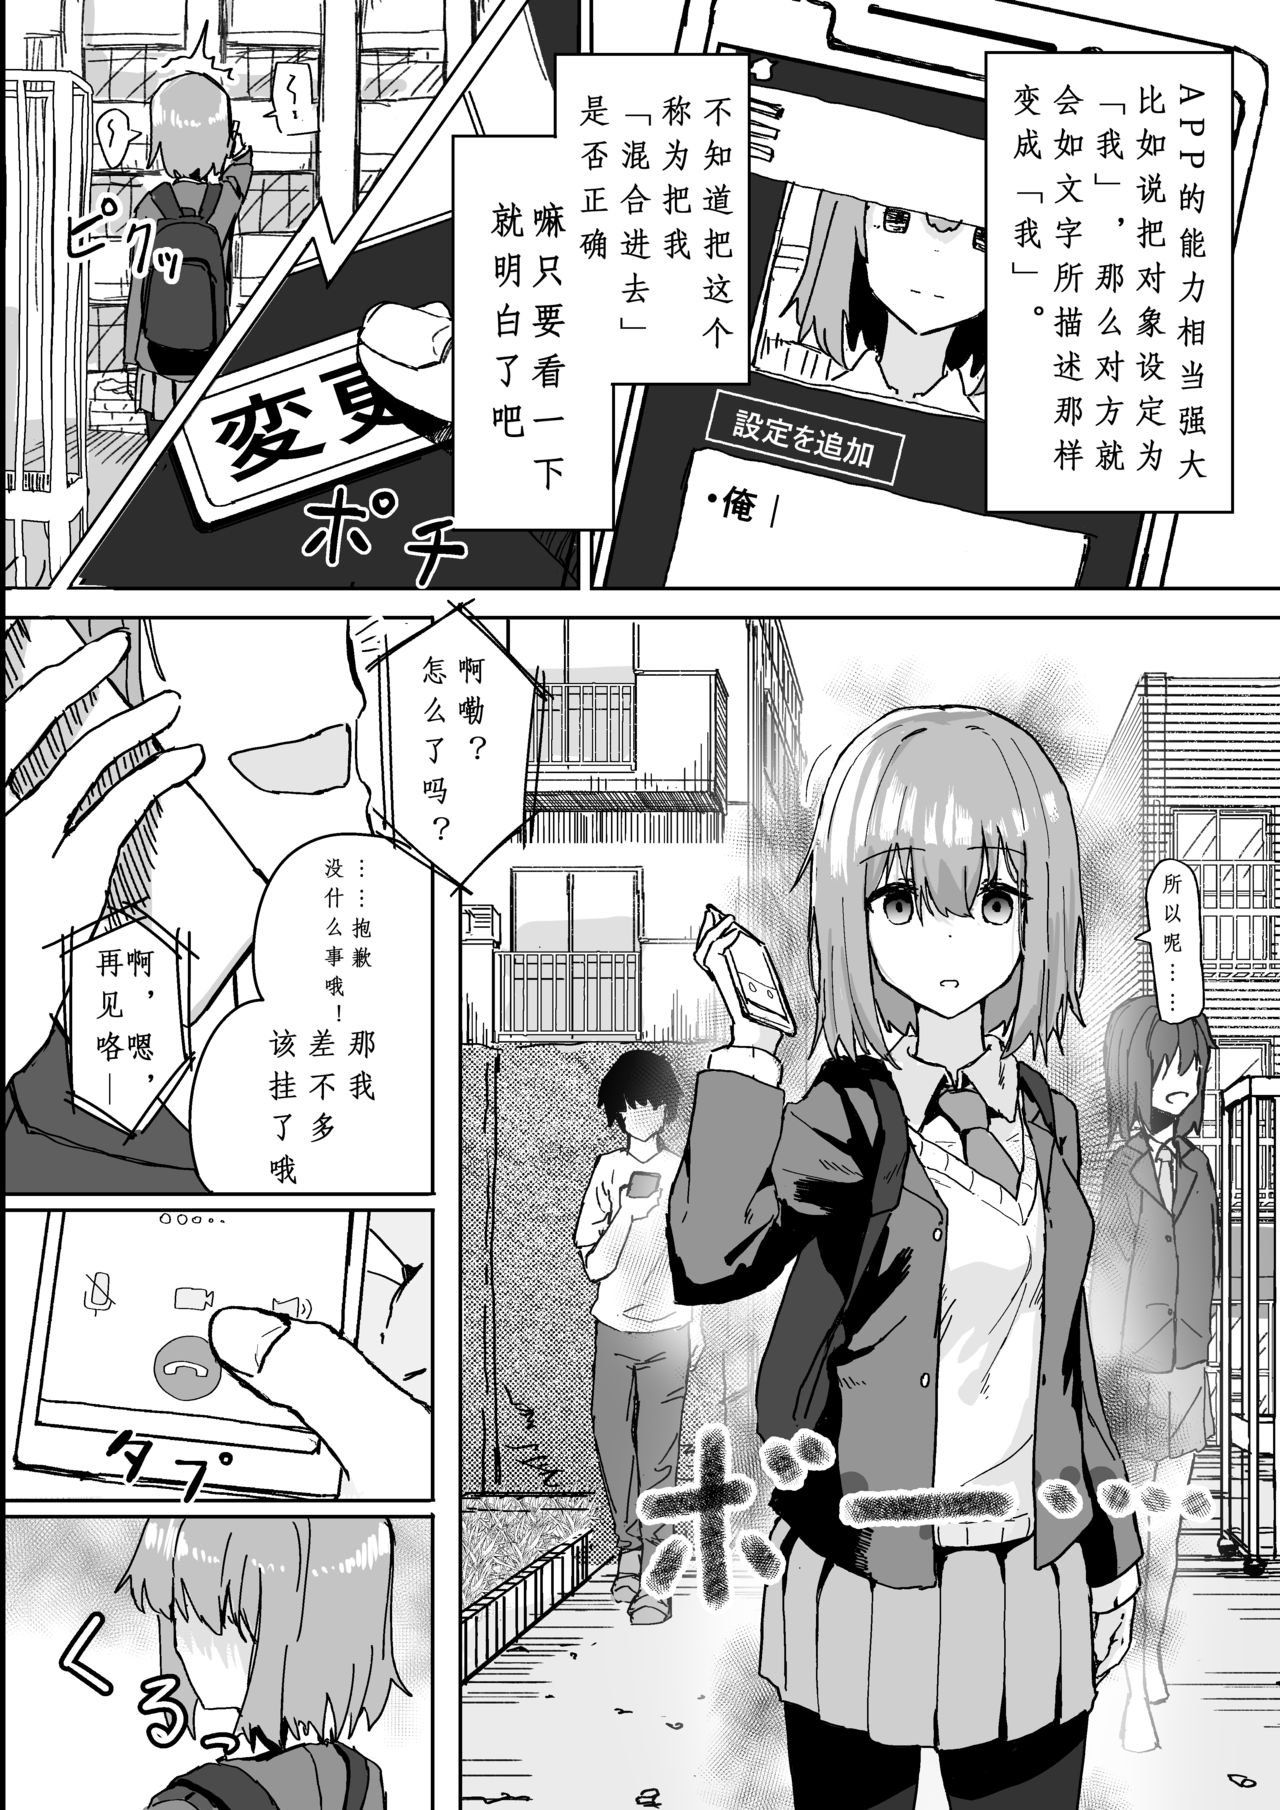 APP的能力相当强大
比如说把对象设定为
「我」，那么对方就
会如文字所描述那样
变成「我」。
不知道把这个
称为把我
「混合进去」
是否正确
嘛只要看一下
就明白了吧
設定を追加
・俺
変更
ポチ
ピクッ
所以呢……
ボー…
啊嘞？
怎么了吗？
……抱歉
没什么事哦！
那我
差不多
该挂了哦
啊，嗯，
再见咯—
タプ
くるっ